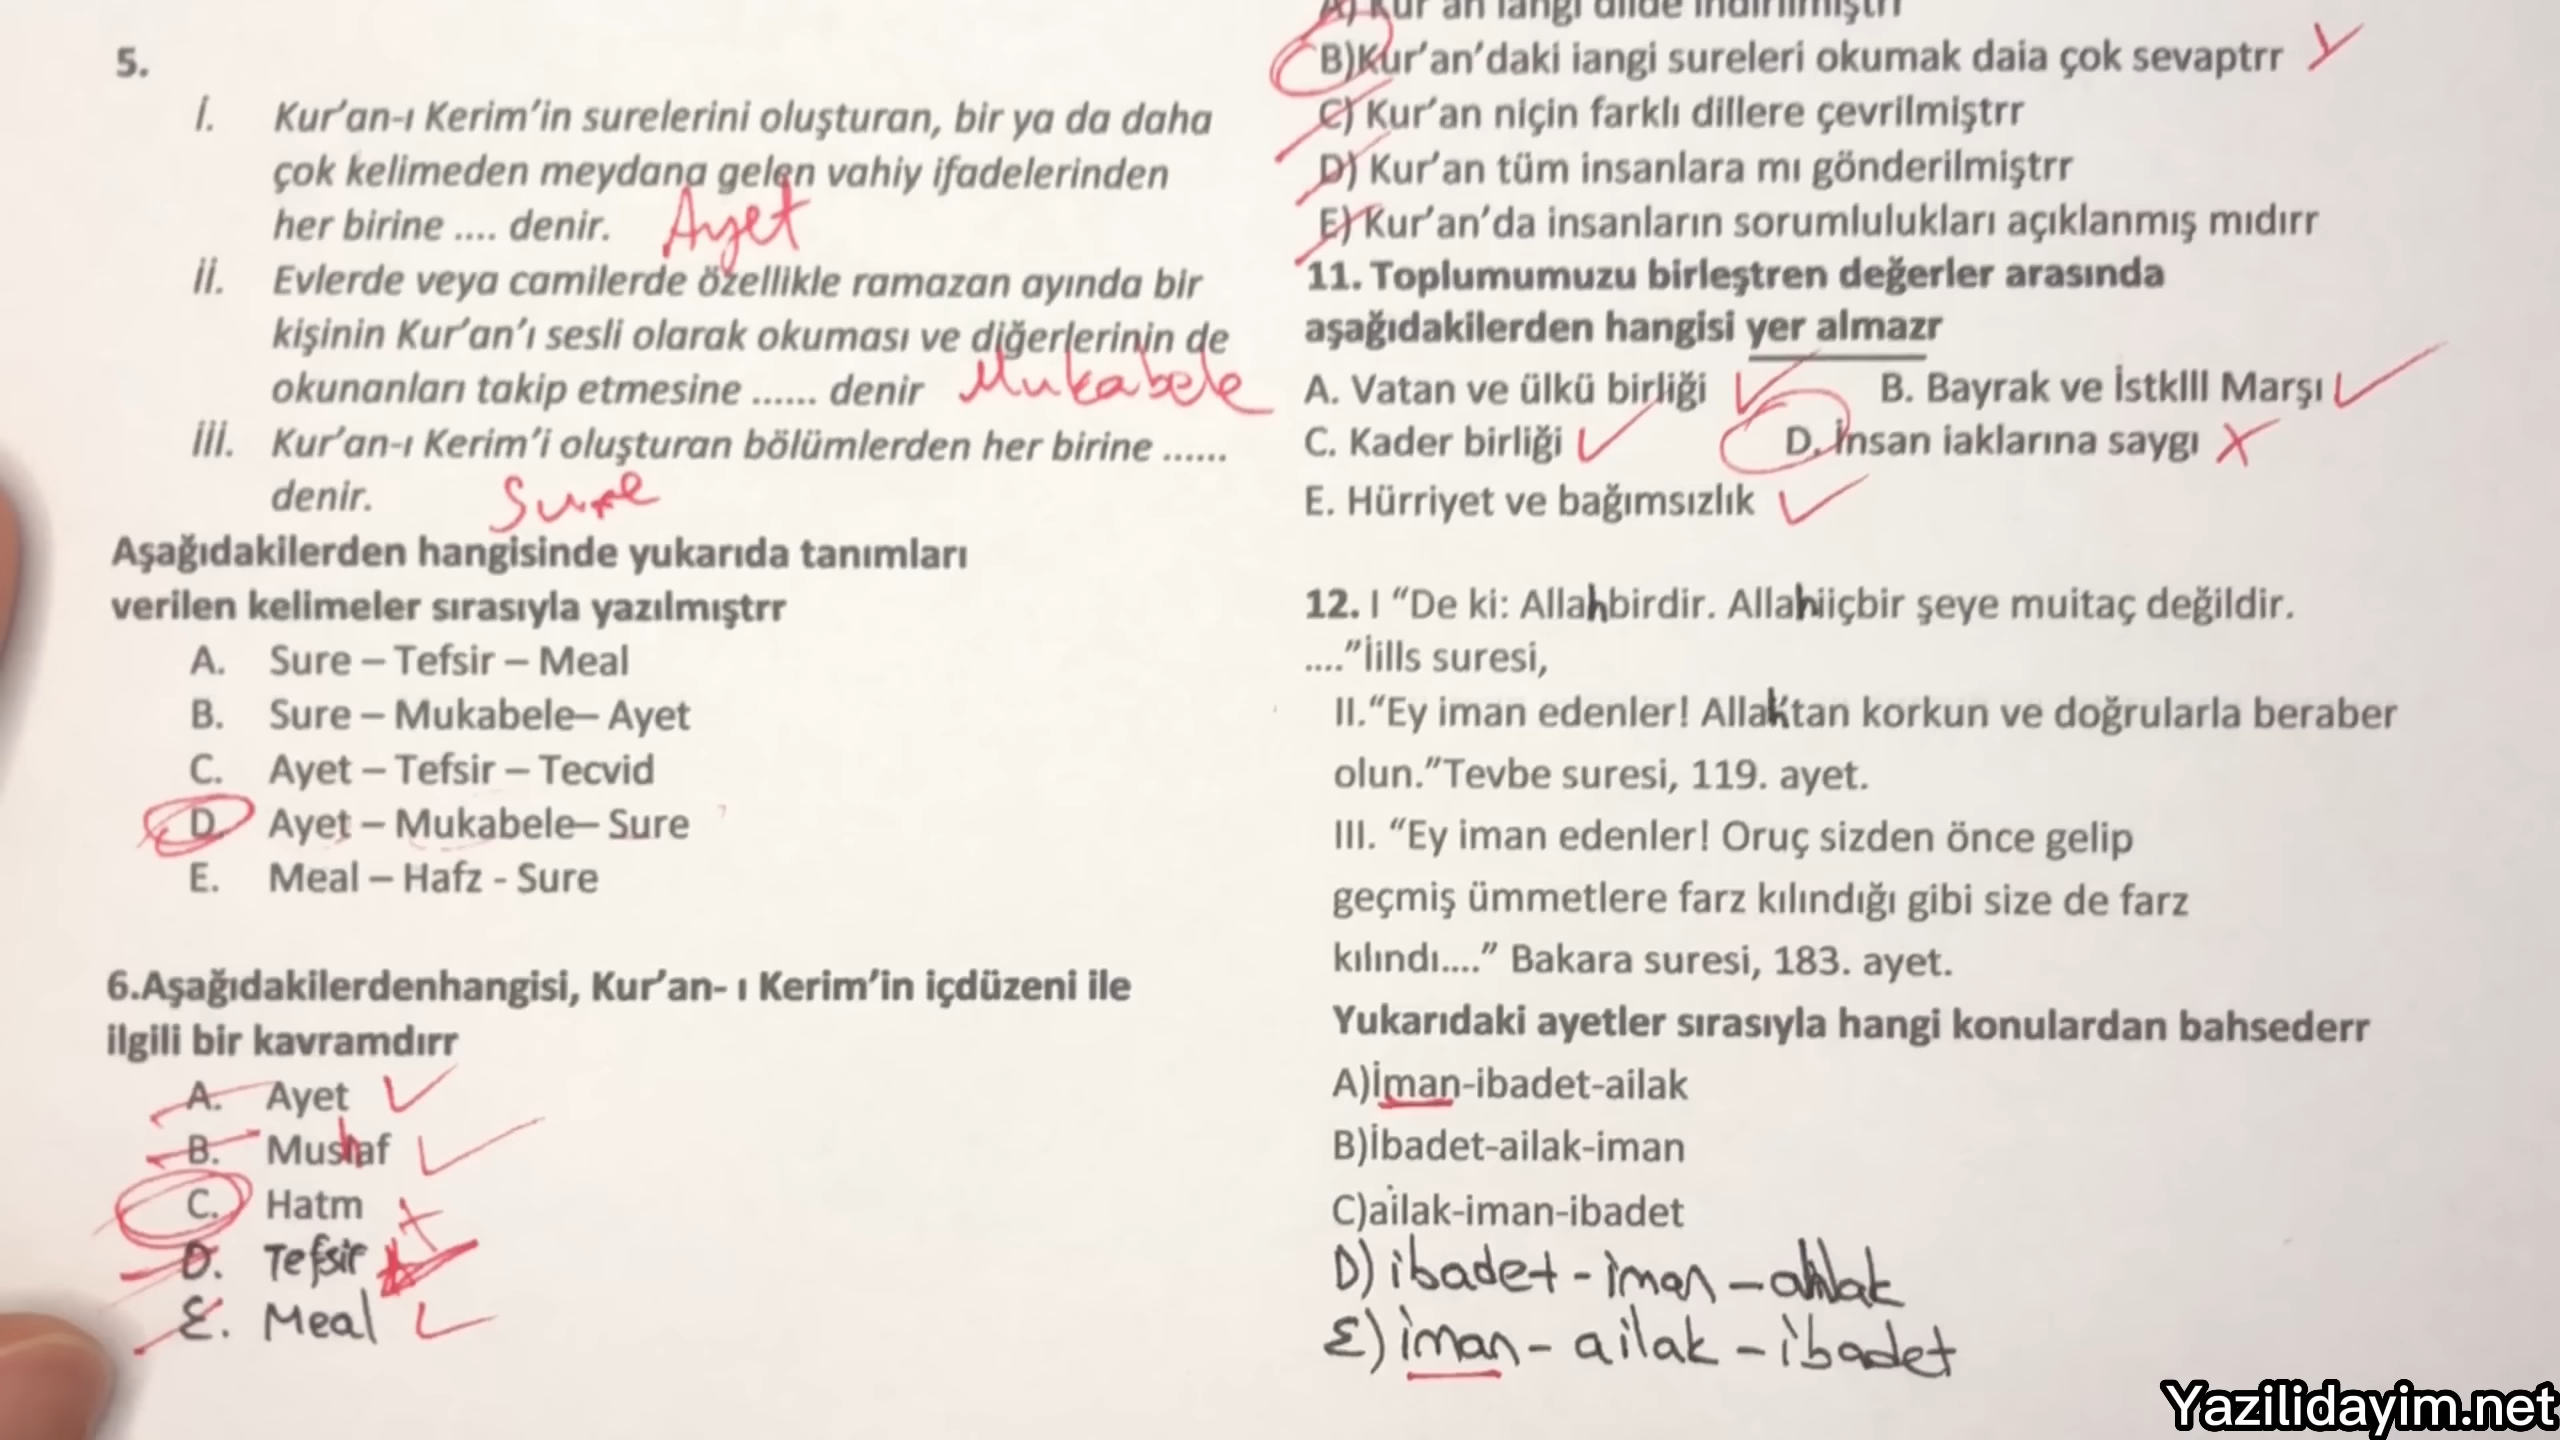 5.
i. Kur'an-ı Kerim'in surelerini oluşturan, bir ya da daha
çok kelimeden meydana gelen vahiy ifadelerinden
her birine .... denir. Ayet
ii. Evlerde veya camilerde özellikle ramazan ayında bir
kişinin Kur'an'ı sesli olarak okuması ve diğerlerinin de
okunanları takip etmesine ...... denir Mukabele
iii. Kur'an-ı Kerim'i oluşturan bölümlerden her birine ......
denir. Sure
Aşağıdakilerden hangisinde yukarıda tanımları
verilen kelimeler sırasıyla yazılmıştrr
A. Sure – Tefsir – Meal
B. Sure – Mukabele– Ayet
C. Ayet – Tefsir – Tecvid
D. Ayet – Mukabele– Sure
E. Meal – Hafz - Sure
6.Aşağıdakilerdenhangisi, Kur'an- ı Kerim'in içdüzeni ile
ilgili bir kavramdırr
A. Ayet
B. Mushaf
C. Hatm
D. Tefsir
E. Meal
A) Kur'an iangi dilde indirilmiştrr
B)Kur'an'daki iangi sureleri okumak daia çok sevaptrr
C) Kur'an niçin farklı dillere çevrilmiştrr
D) Kur'an tüm insanlara mı gönderilmiştrr
E) Kur'an'da insanların sorumlulukları açıklanmış mıdırr
11. Toplumumuzu birleştren değerler arasında
aşağıdakilerden hangisi yer almazr
A. Vatan ve ülkü birliği B. Bayrak ve İstklll Marşı
C. Kader birliği D. İnsan iaklarına saygı
E. Hürriyet ve bağımsızlık
12. I “De ki: Allahbirdir. Allahiiçbir şeye muitaç değildir.
....”İills suresi,
II.“Ey iman edenler! Allah'tan korkun ve doğrularla beraber
olun.”Tevbe suresi, 119. ayet.
III. “Ey iman edenler! Oruç sizden önce gelip
geçmiş ümmetlere farz kılındığı gibi size de farz
kılındı....” Bakara suresi, 183. ayet.
Yukarıdaki ayetler sırasıyla hangi konulardan bahsederr
A)İman-ibadet-ailak
B)İbadet-ailak-iman
C)ailak-iman-ibadet
D) ibadet - iman - ahlak
E) iman - ailak - ibadet
Yazilidayim.net